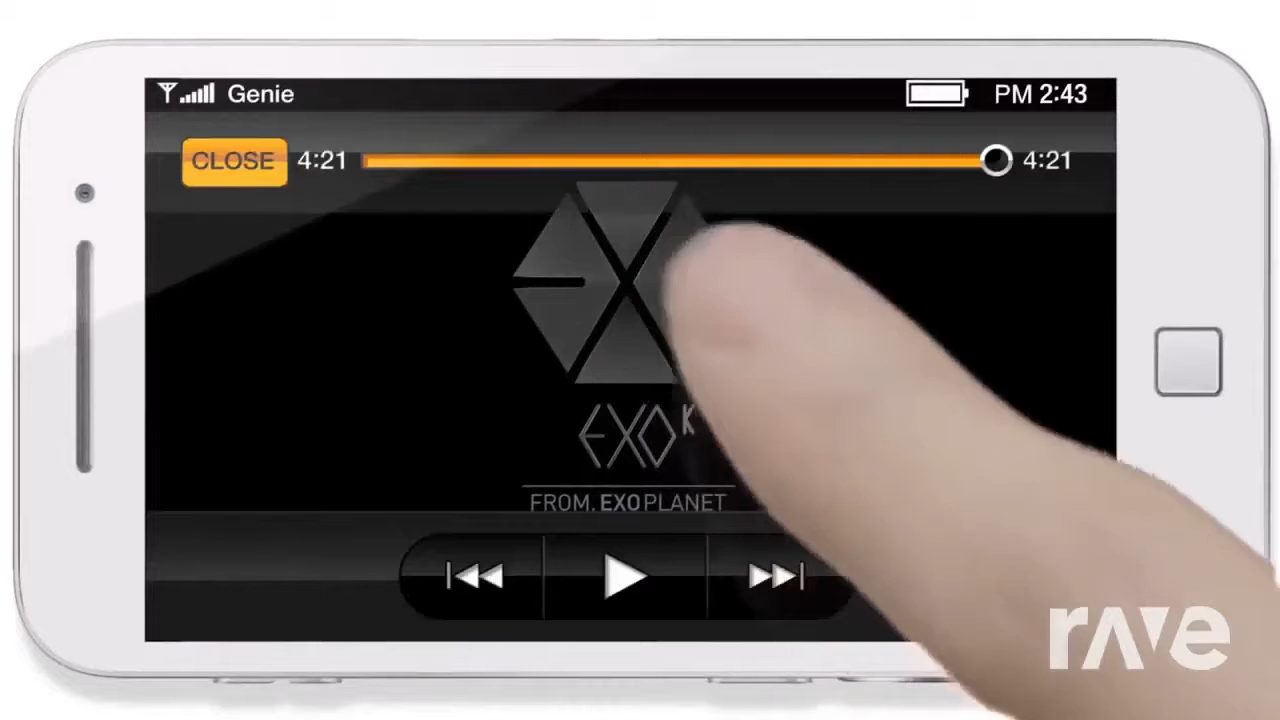 Genie PM 2:43
CLOSE 4:21 4:21
EXO K
FROM. EXOPLANET
rave